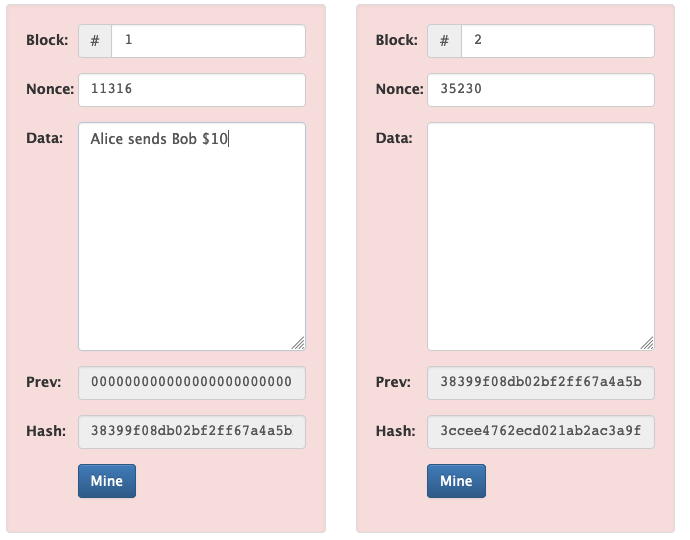 Block: # 1
Nonce: 11316
Data: Alice sends Bob $10
Prev: 000000000000000000000000
Hash: 38399f08db02bf2ff67a4a5b
Mine
Block: # 2
Nonce: 35230
Data:
Prev: 38399f08db02bf2ff67a4a5b
Hash: 3ccee4762ecd021ab2ac3a9f
Mine